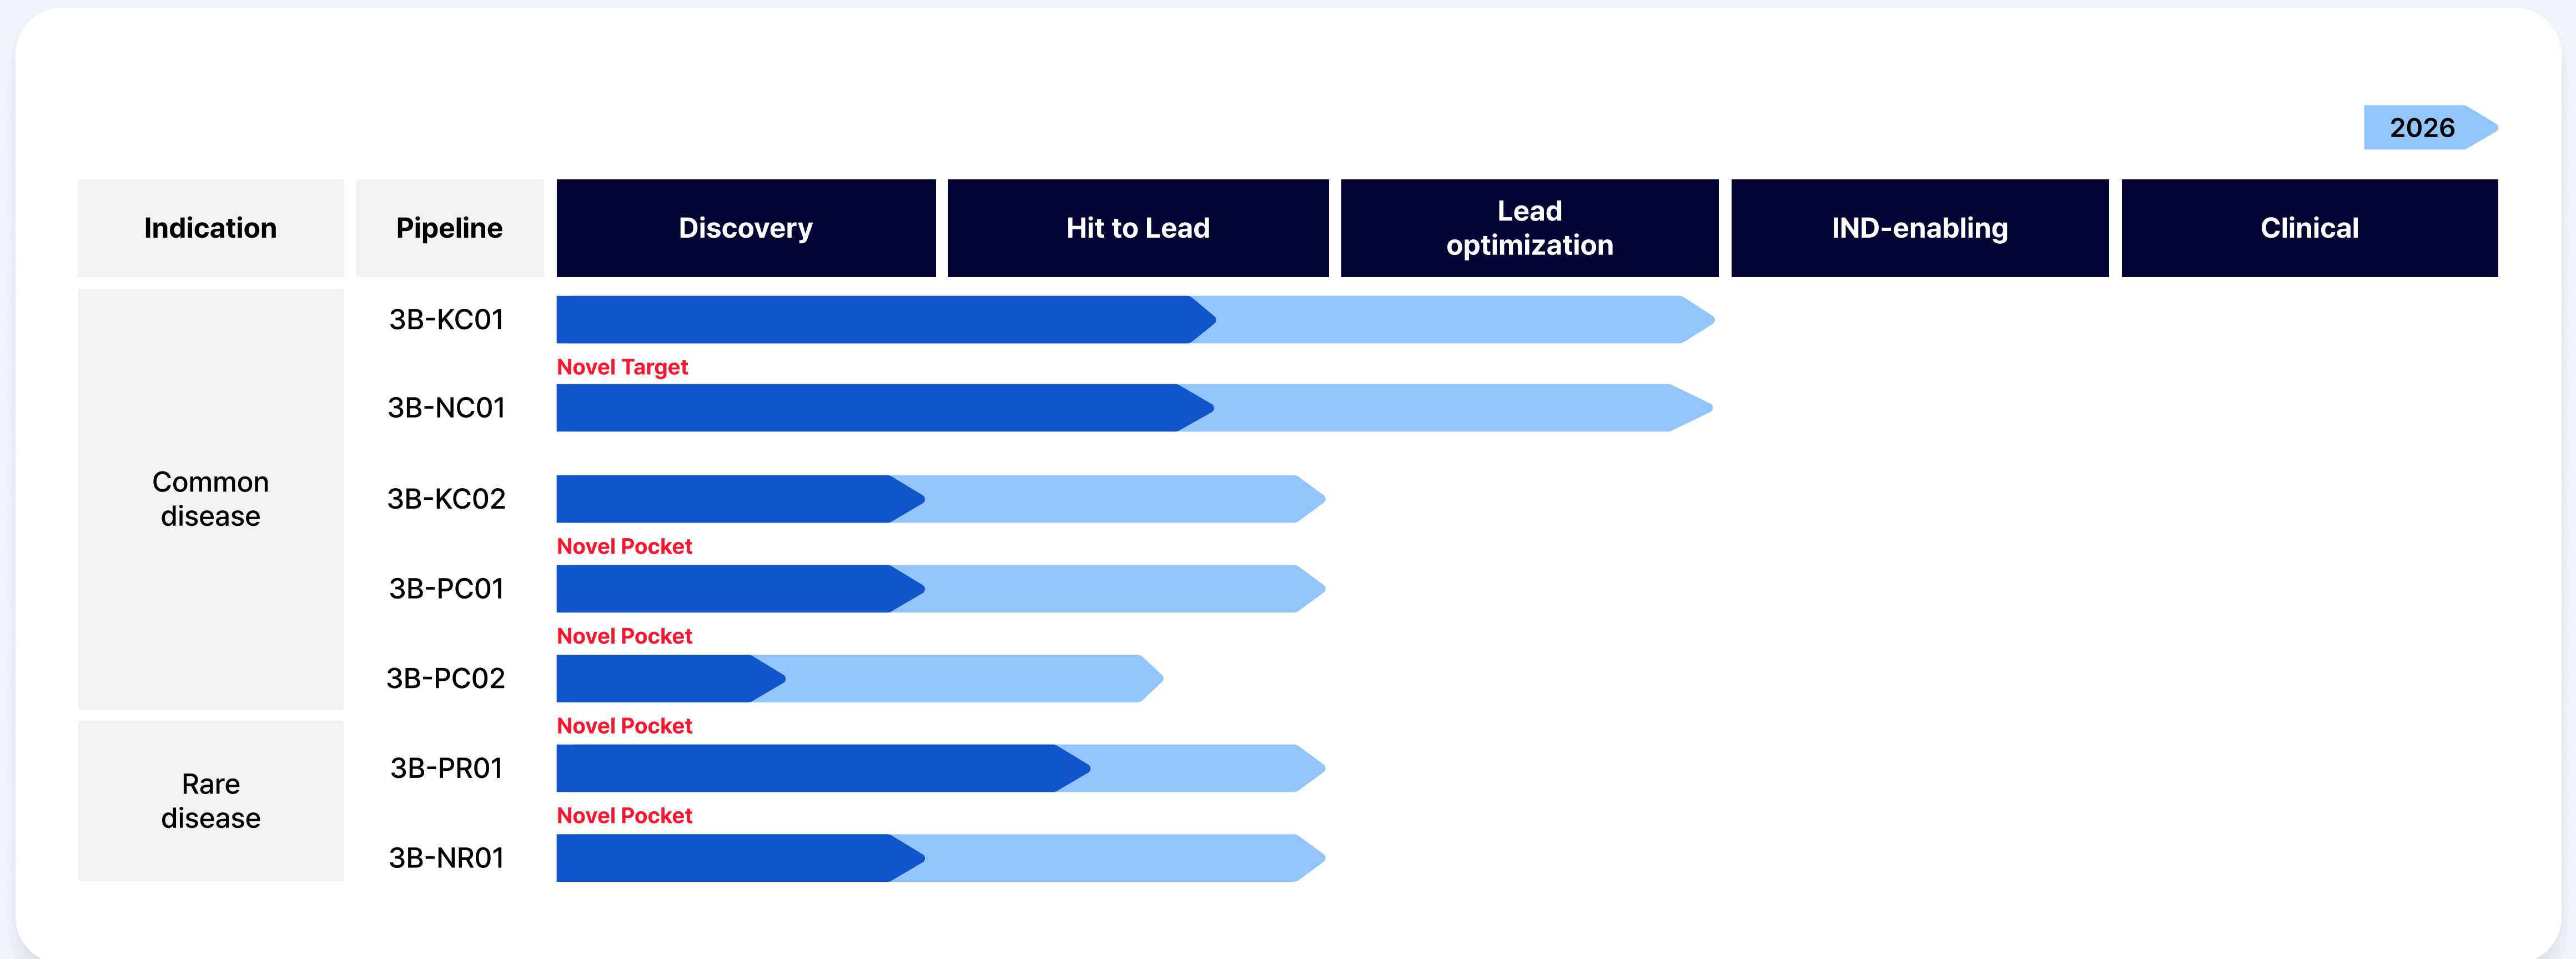 2026
Indication
Pipeline
Discovery
Hit to Lead
Lead
optimization
IND-enabling
Clinical
Common
disease
3B-KC01
Novel Target
3B-NC01
3B-KC02
Novel Pocket
3B-PC01
Novel Pocket
3B-PC02
Rare
disease
Novel Pocket
3B-PR01
Novel Pocket
3B-NR01